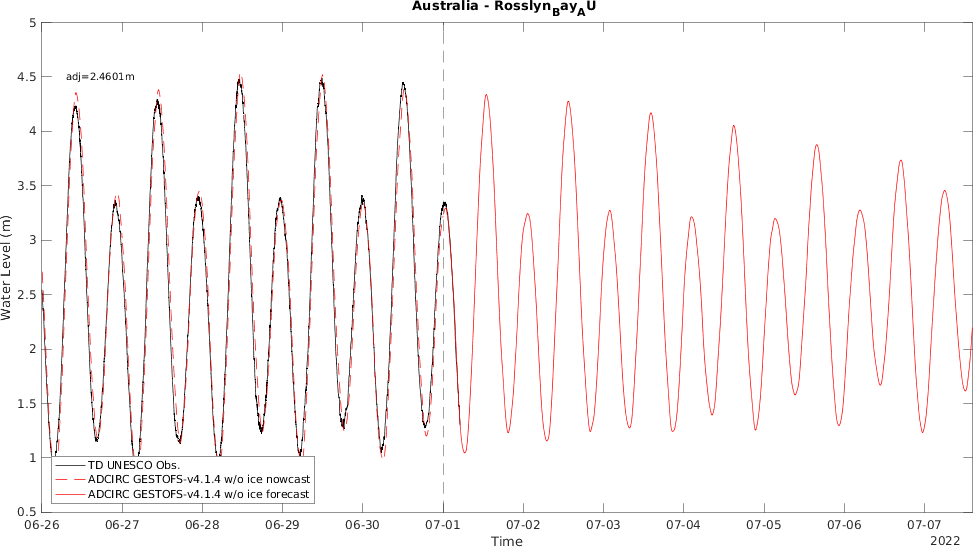 Australia - Rosslyn_Bay_AU
5
4.5
4
3.5
3
2.5
2
1.5
1
0.5
Water Level (m)
adj=2.4601m
TD UNESCO Obs.
ADCIRC GESTOFS-v4.1.4 w/o ice nowcast
ADCIRC GESTOFS-v4.1.4 w/o ice forecast
06-26 06-27 06-28 06-29 06-30 07-01 07-02 07-03 07-04 07-05 07-06 07-07
Time
2022